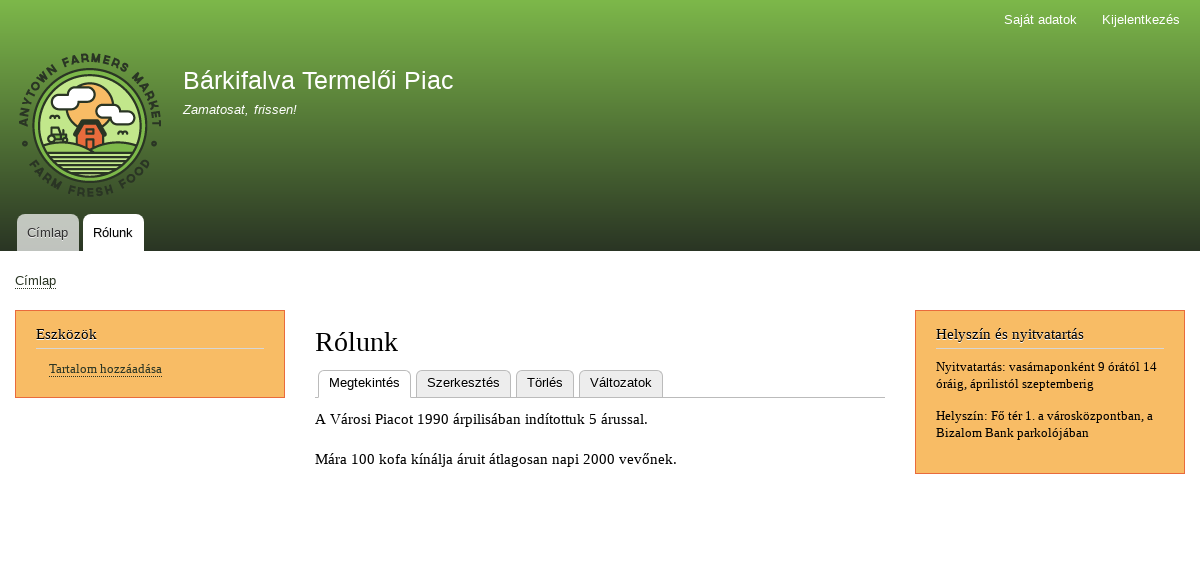 Saját adatok Kijelentkezés
ANYTOWN FARMERS MARKET
FARM FRESH FOOD
Bárkifalva Termelői Piac
Zamatosat, frissen!
Címlap Rólunk
Címlap
Eszközök
Tartalom hozzáadása
Rólunk
Megtekintés Szerkesztés Törlés Változatok
A Városi Piacot 1990 árpilisában indítottuk 5 árussal.
Mára 100 kofa kínálja áruit átlagosan napi 2000 vevőnek.
Helyszín és nyitvatartás
Nyitvatartás: vasárnaponként 9 órától 14
óráig, áprilistól szeptemberig
Helyszín: Fő tér 1. a városközpontban, a
Bizalom Bank parkolójában